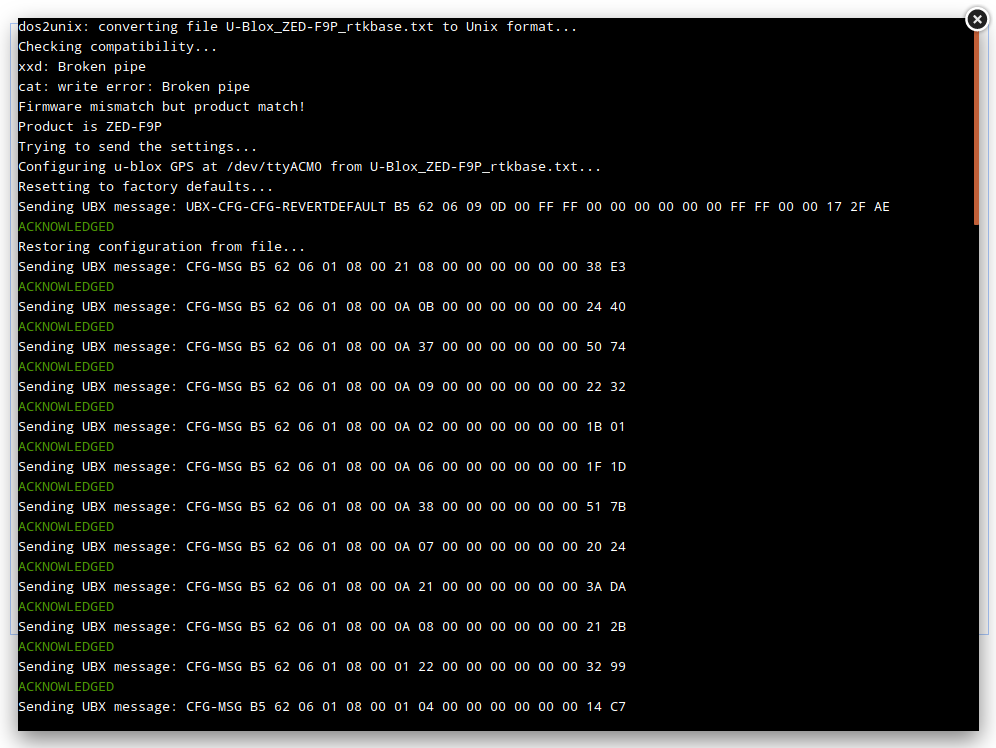 dos2unix: converting file U-Blox_ZED-F9P_rtkbase.txt to Unix format...
Checking compatibility...
xxd: Broken pipe
cat: write error: Broken pipe
Firmware mismatch but product match!
Product is ZED-F9P
Trying to send the settings...
Configuring u-blox GPS at /dev/ttyACM0 from U-Blox_ZED-F9P_rtkbase.txt...
Resetting to factory defaults...
Sending UBX message: UBX-CFG-CFG-REVERTDEFAULT B5 62 06 09 0D 00 FF FF 00 00 00 00 00 00 FF FF 00 00 17 2F AE
ACKNOWLEDGED
Restoring configuration from file...
Sending UBX message: CFG-MSG B5 62 06 01 08 00 21 08 00 00 00 00 00 00 38 E3
ACKNOWLEDGED
Sending UBX message: CFG-MSG B5 62 06 01 08 00 0A 0B 00 00 00 00 00 00 24 40
ACKNOWLEDGED
Sending UBX message: CFG-MSG B5 62 06 01 08 00 0A 37 00 00 00 00 00 00 50 74
ACKNOWLEDGED
Sending UBX message: CFG-MSG B5 62 06 01 08 00 0A 09 00 00 00 00 00 00 22 32
ACKNOWLEDGED
Sending UBX message: CFG-MSG B5 62 06 01 08 00 0A 02 00 00 00 00 00 00 1B 01
ACKNOWLEDGED
Sending UBX message: CFG-MSG B5 62 06 01 08 00 0A 06 00 00 00 00 00 00 1F 1D
ACKNOWLEDGED
Sending UBX message: CFG-MSG B5 62 06 01 08 00 0A 38 00 00 00 00 00 00 51 7B
ACKNOWLEDGED
Sending UBX message: CFG-MSG B5 62 06 01 08 00 0A 07 00 00 00 00 00 00 20 24
ACKNOWLEDGED
Sending UBX message: CFG-MSG B5 62 06 01 08 00 0A 21 00 00 00 00 00 00 3A DA
ACKNOWLEDGED
Sending UBX message: CFG-MSG B5 62 06 01 08 00 0A 08 00 00 00 00 00 00 21 2B
ACKNOWLEDGED
Sending UBX message: CFG-MSG B5 62 06 01 08 00 01 22 00 00 00 00 00 00 32 99
ACKNOWLEDGED
Sending UBX message: CFG-MSG B5 62 06 01 08 00 01 04 00 00 00 00 00 00 14 C7